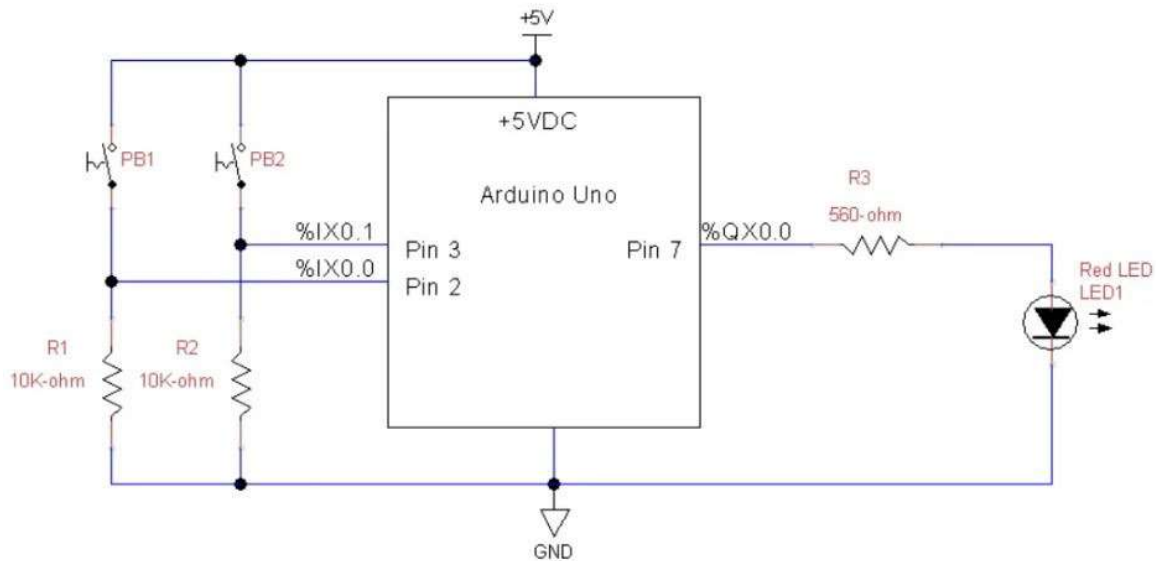 +5V
+5VDC
PB1
PB2
Arduino Uno
R3
560-ohm
%IX0.1
Pin 3
Pin 7
%QX0.0
%IX0.0
Pin 2
Red LED
LED1
R1
10K-ohm
R2
10K-ohm
GND